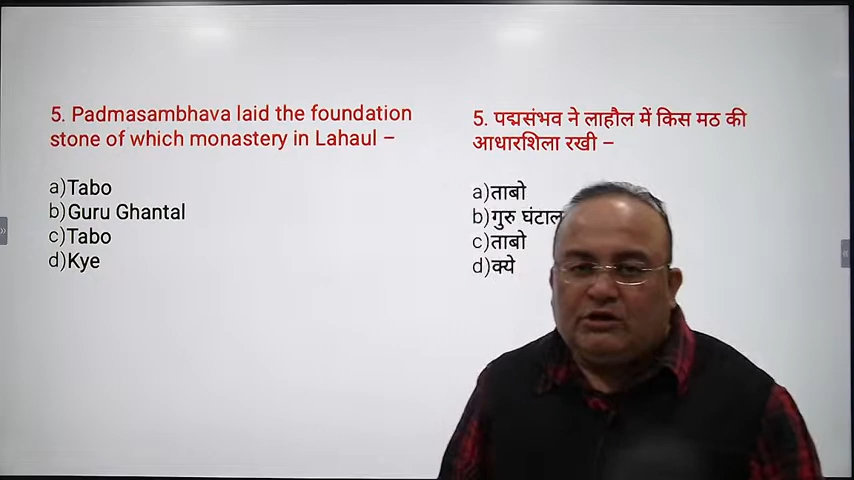 5. Padmasambhava laid the foundation
stone of which monastery in Lahaul –
a)Tabo
b)Guru Ghantal
c)Tabo
d)Kye
5. पद्मसंभव ने लाहौल में किस मठ की
आधारशिला रखी –
a)ताबो
b)गुरु घंटाल
c)ताबो
d)क्ये